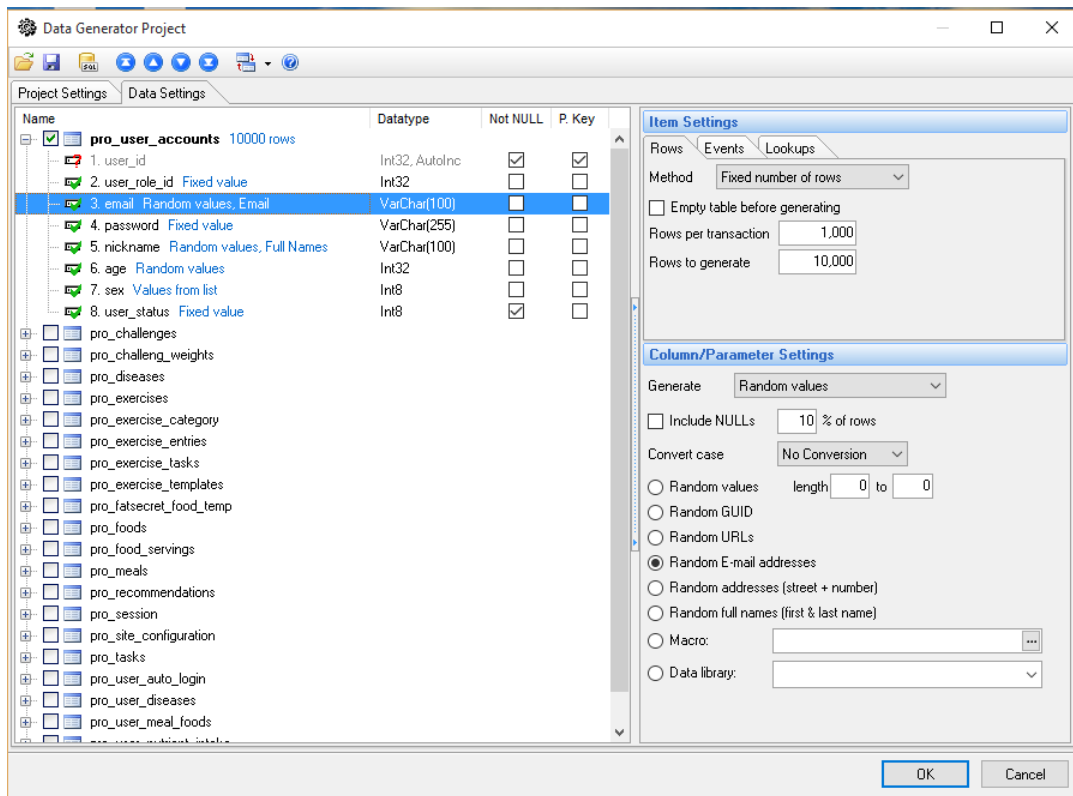 Data Generator Project
SQL
Project Settings Data Settings
Name Datatype Not NULL P. Key
pro_user_accounts 10000 rows
1. user_id Int32, AutoInc
2. user_role_id Fixed value Int32
3. email Random values, Email VarChar(100)
4. password Fixed value VarChar(255)
5. nickname Random values, Full Names VarChar(100)
6. age Random values Int32
7. sex Values from list Int8
8. user_status Fixed value Int8
pro_challenges
pro_challeng_weights
pro_diseases
pro_exercises
pro_exercise_category
pro_exercise_entries
pro_exercise_tasks
pro_exercise_templates
pro_fatsecret_food_temp
pro_foods
pro_food_servings
pro_meals
pro_recommendations
pro_session
pro_site_configuration
pro_tasks
pro_user_auto_login
pro_user_diseases
pro_user_meal_foods
Item Settings
Rows Events Lookups
Method Fixed number of rows
Empty table before generating
Rows per transaction 1,000
Rows to generate 10,000
Column/Parameter Settings
Generate Random values
Include NULLs 10 % of rows
Convert case No Conversion
Random values length 0 to 0
Random GUID
Random URLs
Random E-mail addresses
Random addresses (street + number)
Random full names (first & last name)
Macro: ...
Data library:
OK Cancel